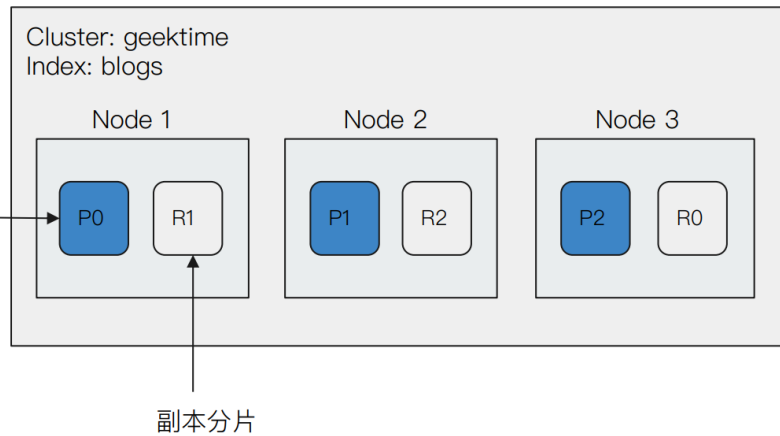 Cluster: geektime
Index: blogs
Node 1 Node 2 Node 3
P0 R1 P1 R2 P2 R0
副本分片